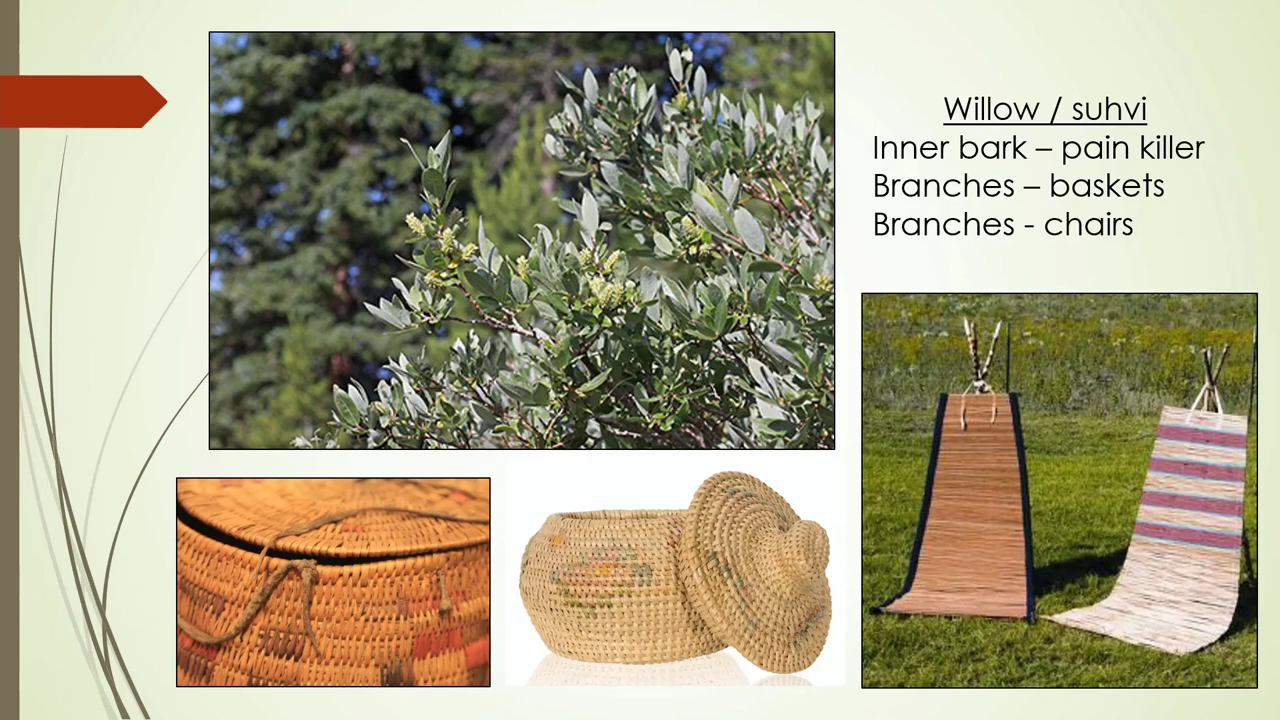 Willow / suhvi
Inner bark – pain killer
Branches – baskets
Branches - chairs